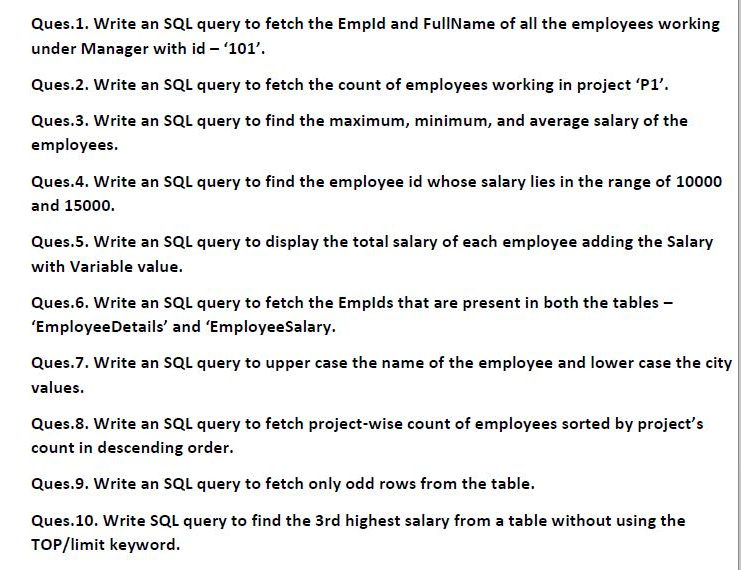 Ques.1. Write an SQL query to fetch the EmpId and FullName of all the employees working
under Manager with id – ‘101’.
Ques.2. Write an SQL query to fetch the count of employees working in project ‘P1’.
Ques.3. Write an SQL query to find the maximum, minimum, and average salary of the
employees.
Ques.4. Write an SQL query to find the employee id whose salary lies in the range of 10000
and 15000.
Ques.5. Write an SQL query to display the total salary of each employee adding the Salary
with Variable value.
Ques.6. Write an SQL query to fetch the EmpIds that are present in both the tables –
‘EmployeeDetails’ and ‘EmployeeSalary.
Ques.7. Write an SQL query to upper case the name of the employee and lower case the city
values.
Ques.8. Write an SQL query to fetch project-wise count of employees sorted by project’s
count in descending order.
Ques.9. Write an SQL query to fetch only odd rows from the table.
Ques.10. Write SQL query to find the 3rd highest salary from a table without using the
TOP/limit keyword.